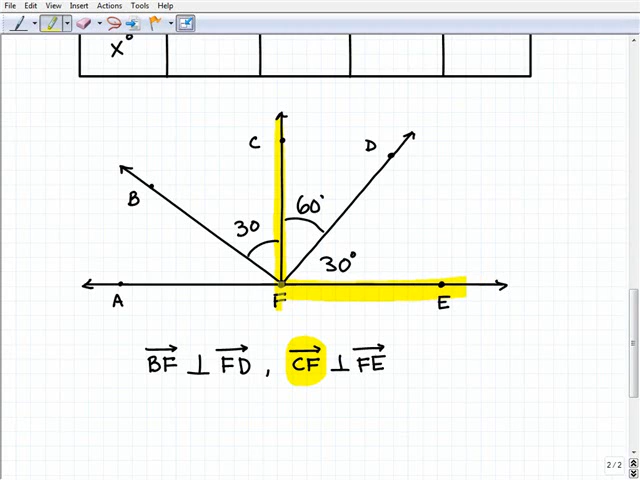 File Edit View Insert Actions Tools Help
x°
C
D
B
60°
30
30°
A
F
E
BF ⊥ FD, CF ⊥ FE
2 / 2